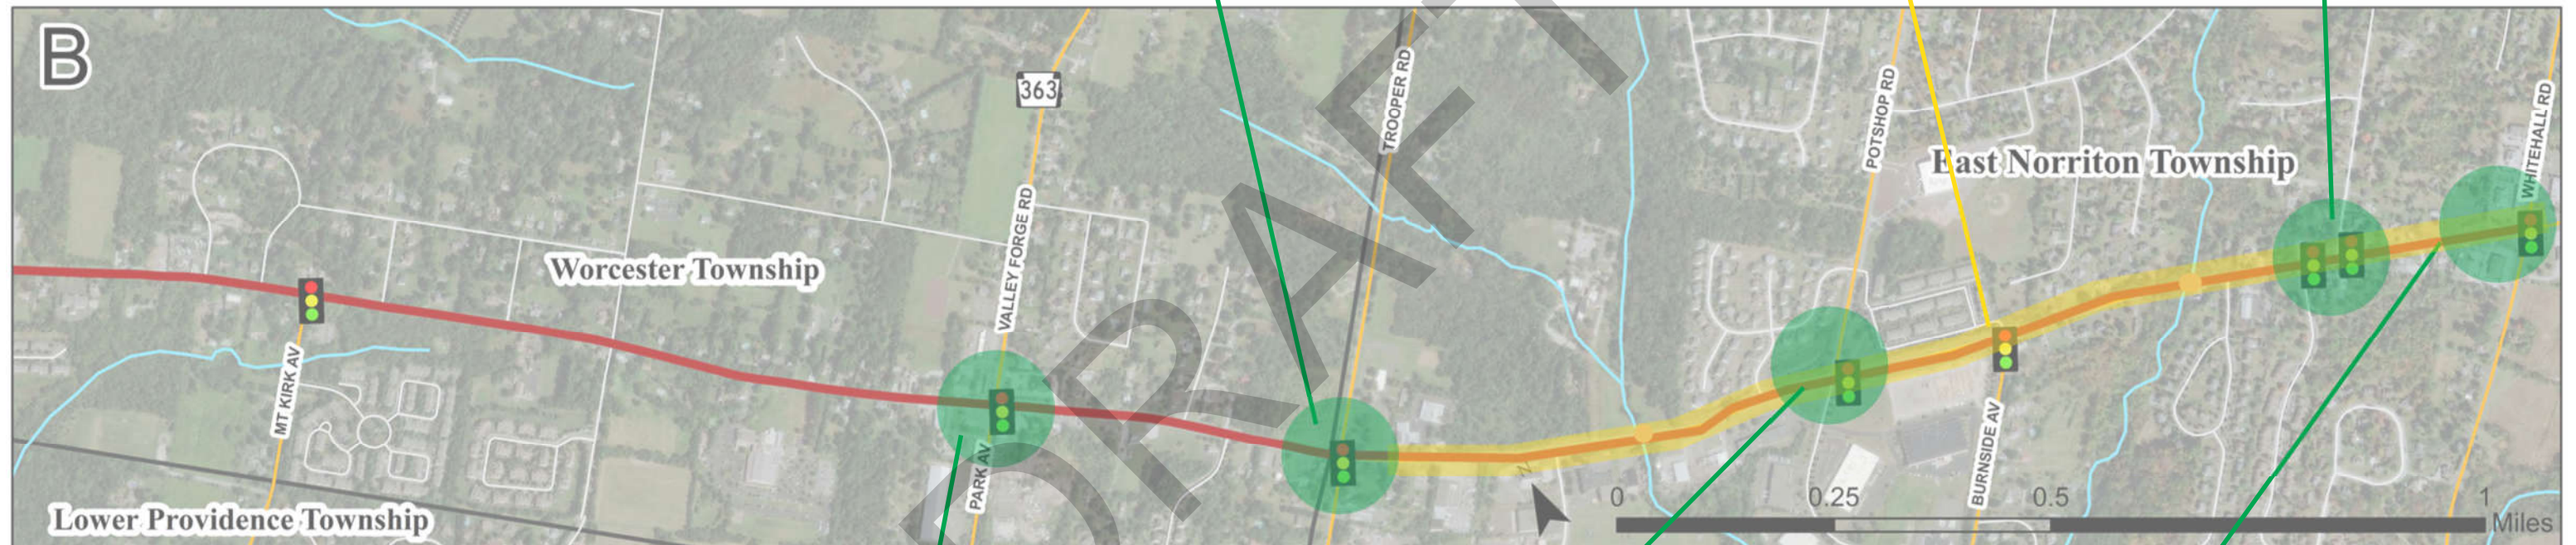 B
363
TROOPER RD
POTSHOP RD
WHITEHALL RD
East Norriton Township
VALLEY FORGE RD
Worcester Township
MT KIRK AV
PARK AV
BURNSIDE AV
Lower Providence Township
DRAFT
N
0 0.25 0.5 1
Miles